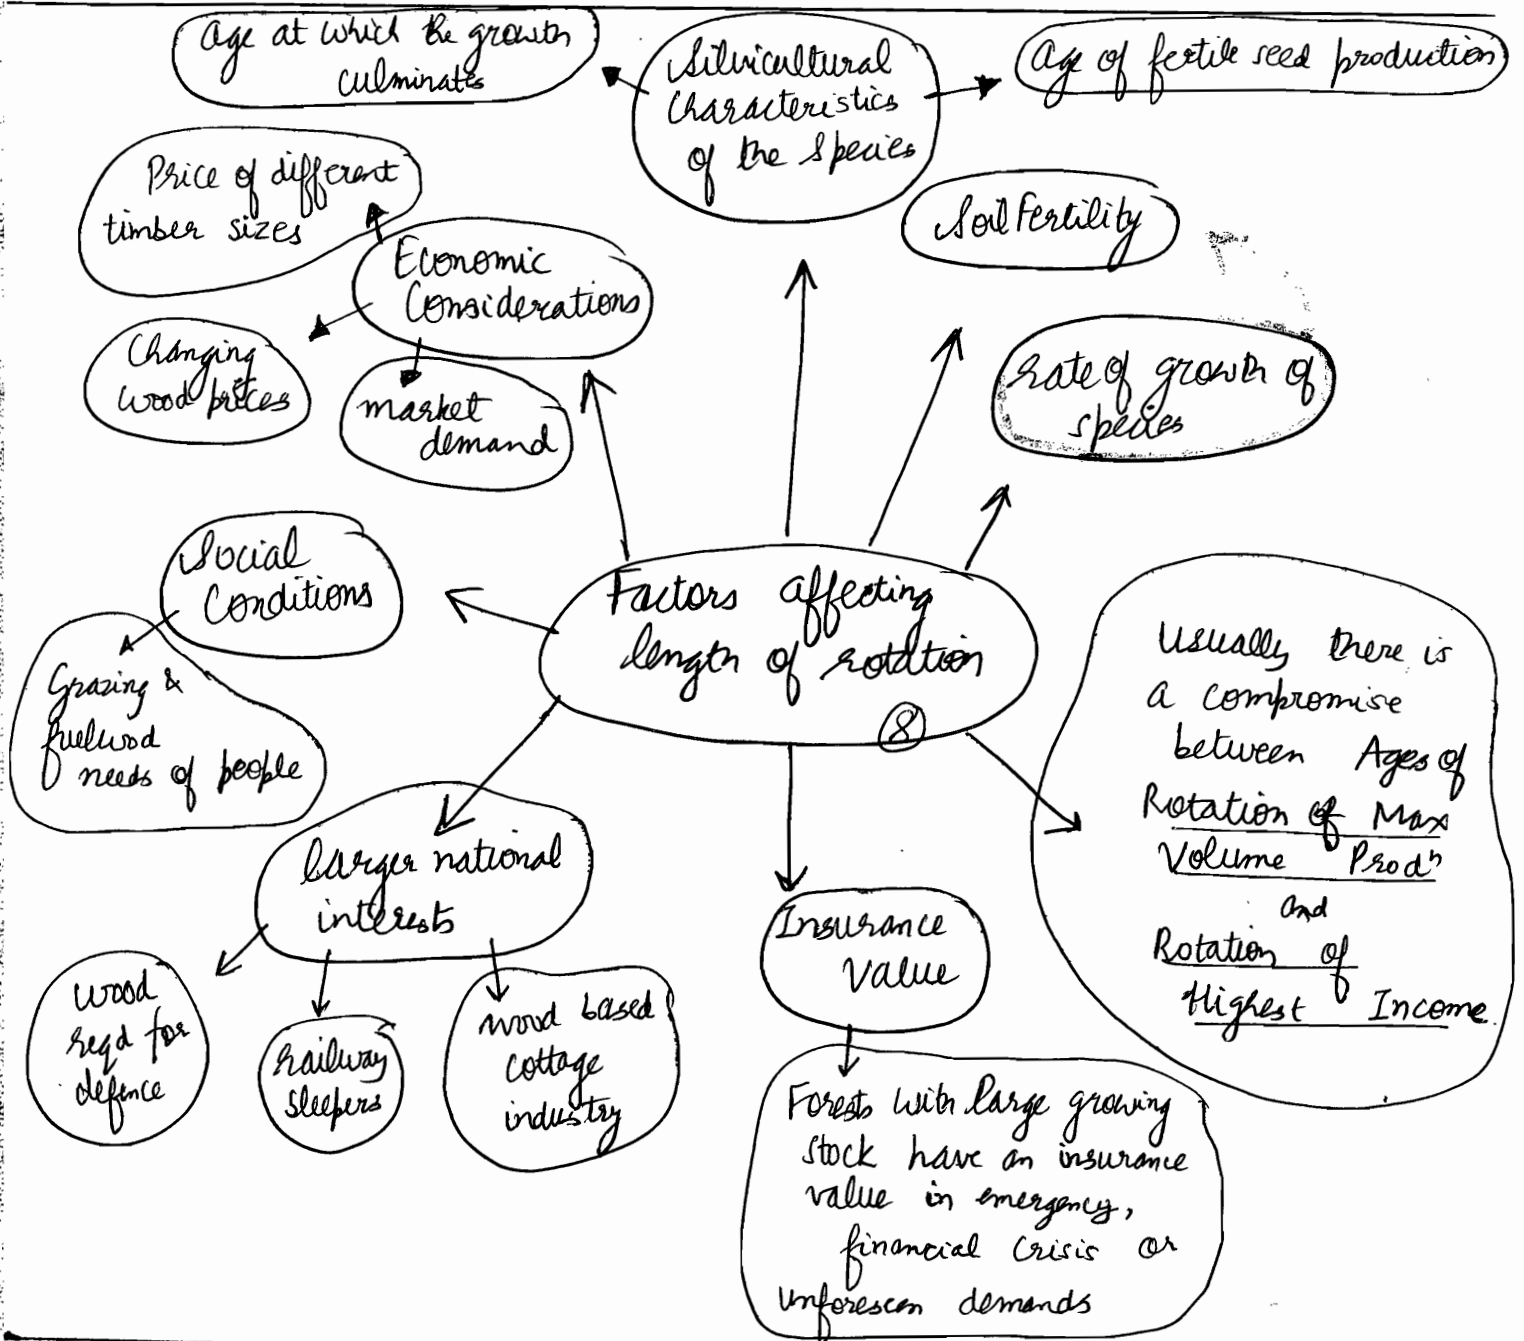 Age at which the growth
culminates
Silvicultural
Characteristics
of the Species
Age of fertile seed production
Price of different
timber sizes
Economic
Considerations
Soil Fertility
Changing
wood prices
market
demand
rate of growth of
species
Social
Conditions
Grazing &
fuelwood
needs of people
Factors affecting
length of rotation
8
Usually there is
a compromise
between Ages of
Rotation of Max
Volume Prodⁿ
and
Rotation of
Highest Income
larger national
interests
wood
reqd for
defence
railway
sleepers
wood based
cottage
industry
Insurance
Value
Forests with large growing
stock have an insurance
value in emergency,
financial crisis or
unforeseen demands